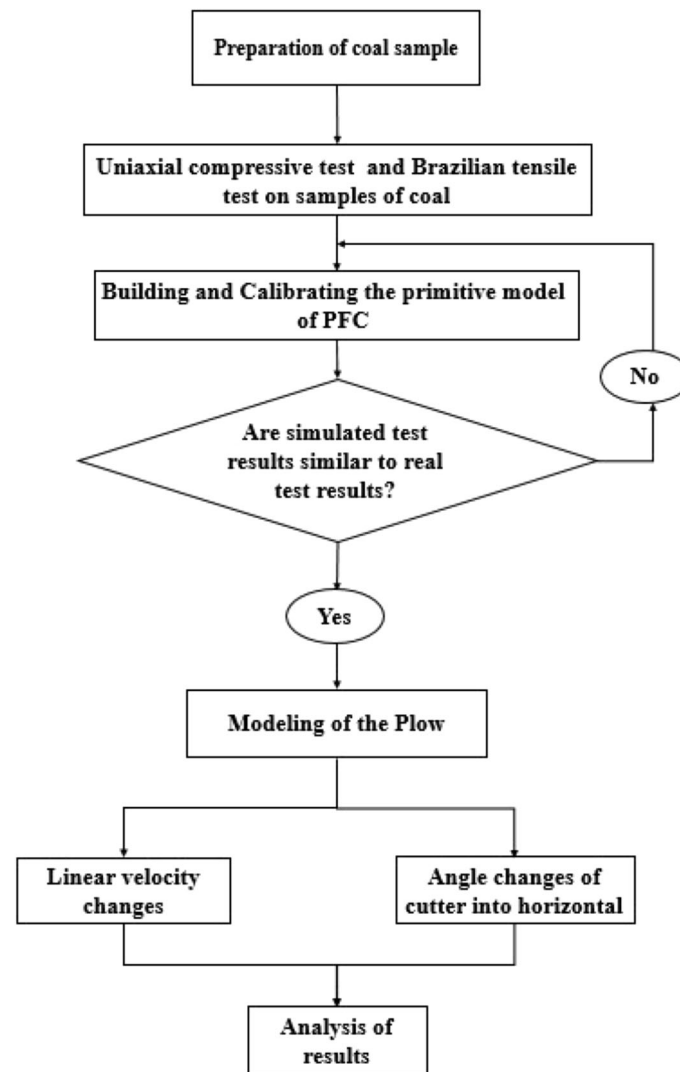 Preparation of coal sample
Uniaxial compressive test and Brazilian tensile
test on samples of coal
Building and Calibrating the primitive model
of PFC
No
Are simulated test
results similar to real
test results?
Yes
Modeling of the Plow
Linear velocity
changes
Angle changes of
cutter into horizontal
Analysis of
results